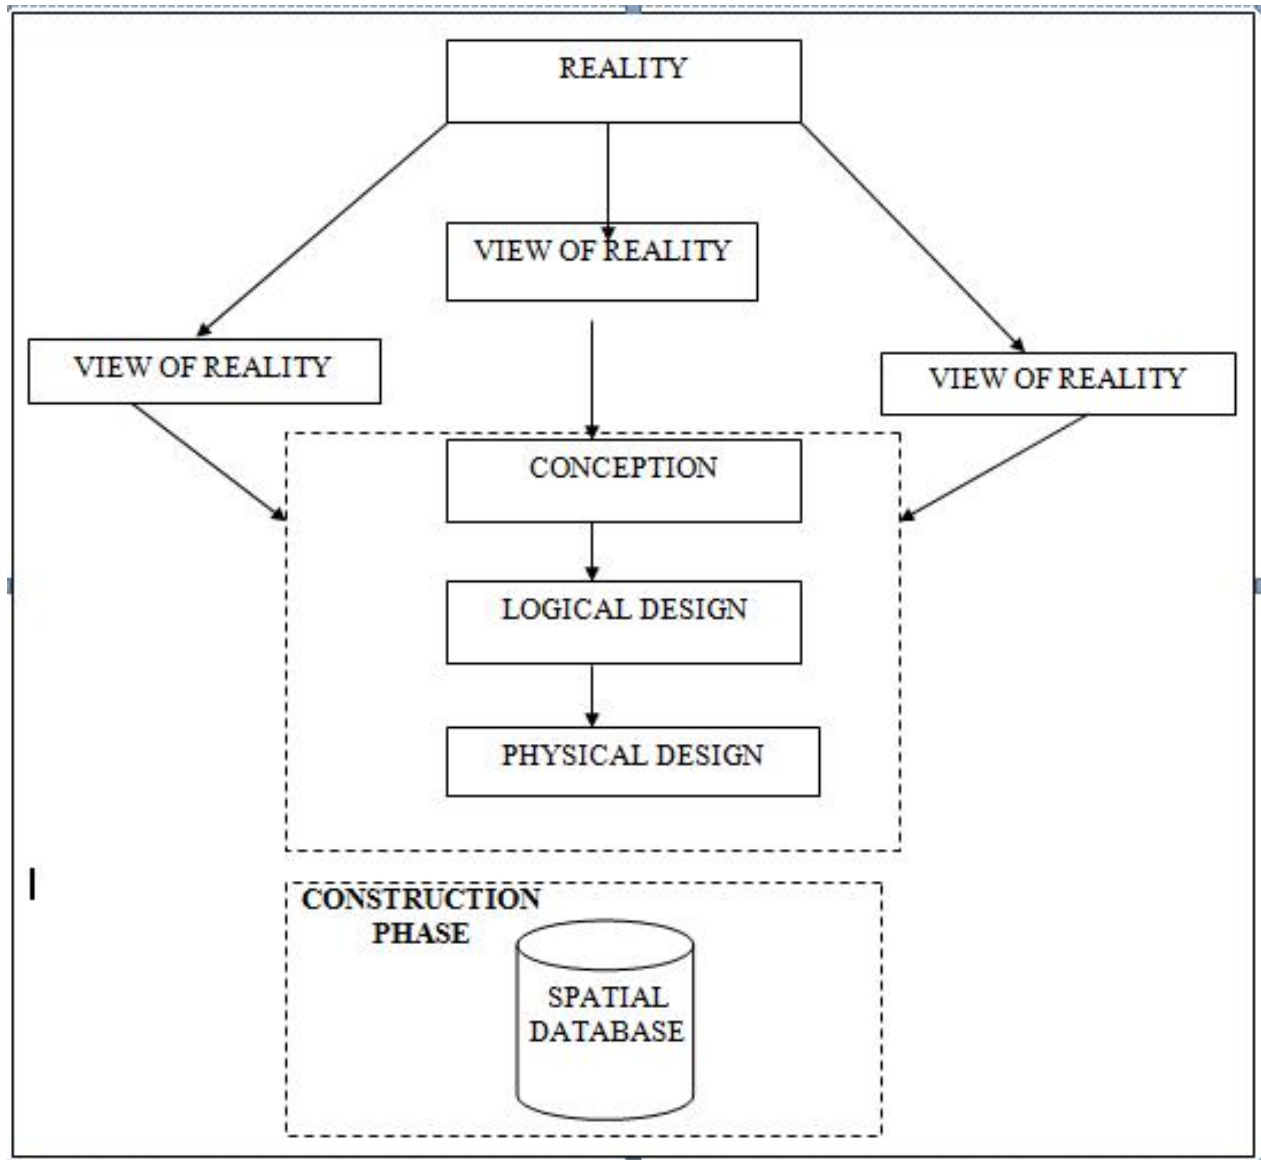 REALITY
VIEW OF REALITY
VIEW OF REALITY
VIEW OF REALITY
CONCEPTION
LOGICAL DESIGN
PHYSICAL DESIGN
CONSTRUCTION
PHASE
SPATIAL
DATABASE